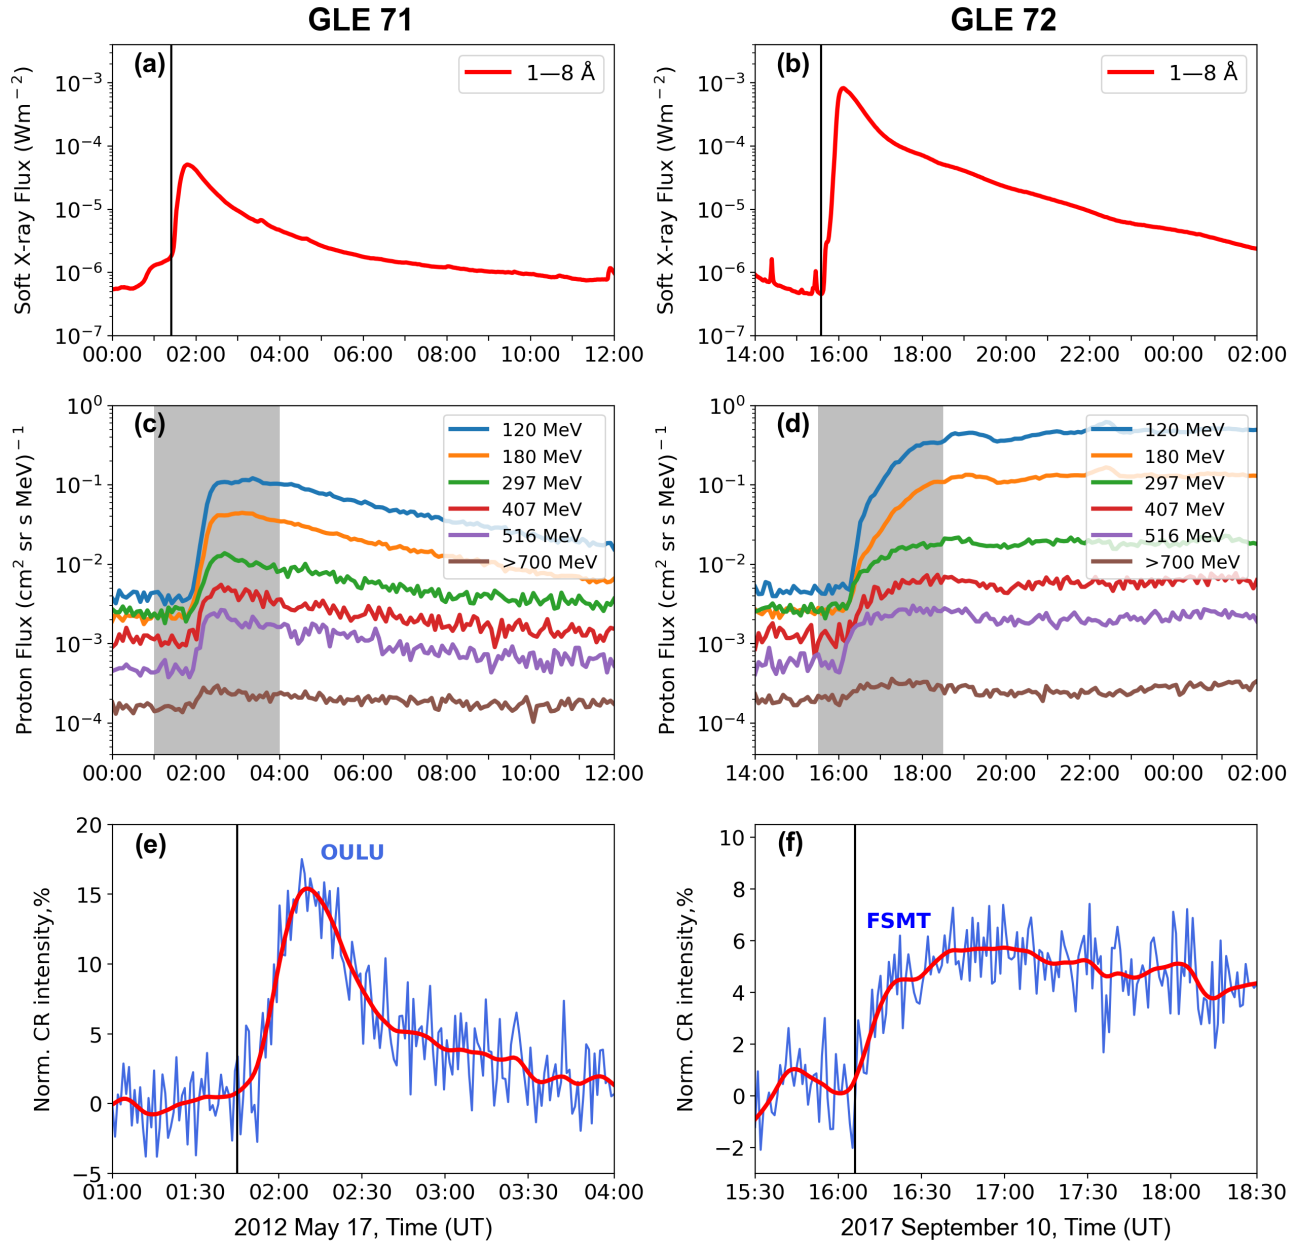 GLE 71
GLE 72
(a)
1—8 Å
Soft X-ray Flux (Wm⁻²)
10⁻³
10⁻⁴
10⁻⁵
10⁻⁶
10⁻⁷
00:00 02:00 04:00 06:00 08:00 10:00 12:00
(b)
1—8 Å
Soft X-ray Flux (Wm⁻²)
10⁻³
10⁻⁴
10⁻⁵
10⁻⁶
10⁻⁷
14:00 16:00 18:00 20:00 22:00 00:00 02:00
(c)
120 MeV
180 MeV
297 MeV
407 MeV
516 MeV
>700 MeV
Proton Flux (cm² sr s MeV)⁻¹
10⁰
10⁻¹
10⁻²
10⁻³
10⁻⁴
00:00 02:00 04:00 06:00 08:00 10:00 12:00
(d)
120 MeV
180 MeV
297 MeV
407 MeV
516 MeV
>700 MeV
Proton Flux (cm² sr s MeV)⁻¹
10⁰
10⁻¹
10⁻²
10⁻³
10⁻⁴
14:00 16:00 18:00 20:00 22:00 00:00 02:00
(e)
OULU
Norm. CR intensity,%
20
15
10
5
0
−5
01:00 01:30 02:00 02:30 03:00 03:30 04:00
2012 May 17, Time (UT)
(f)
FSMT
Norm. CR intensity,%
10
8
6
4
2
0
−2
15:30 16:00 16:30 17:00 17:30 18:00 18:30
2017 September 10, Time (UT)